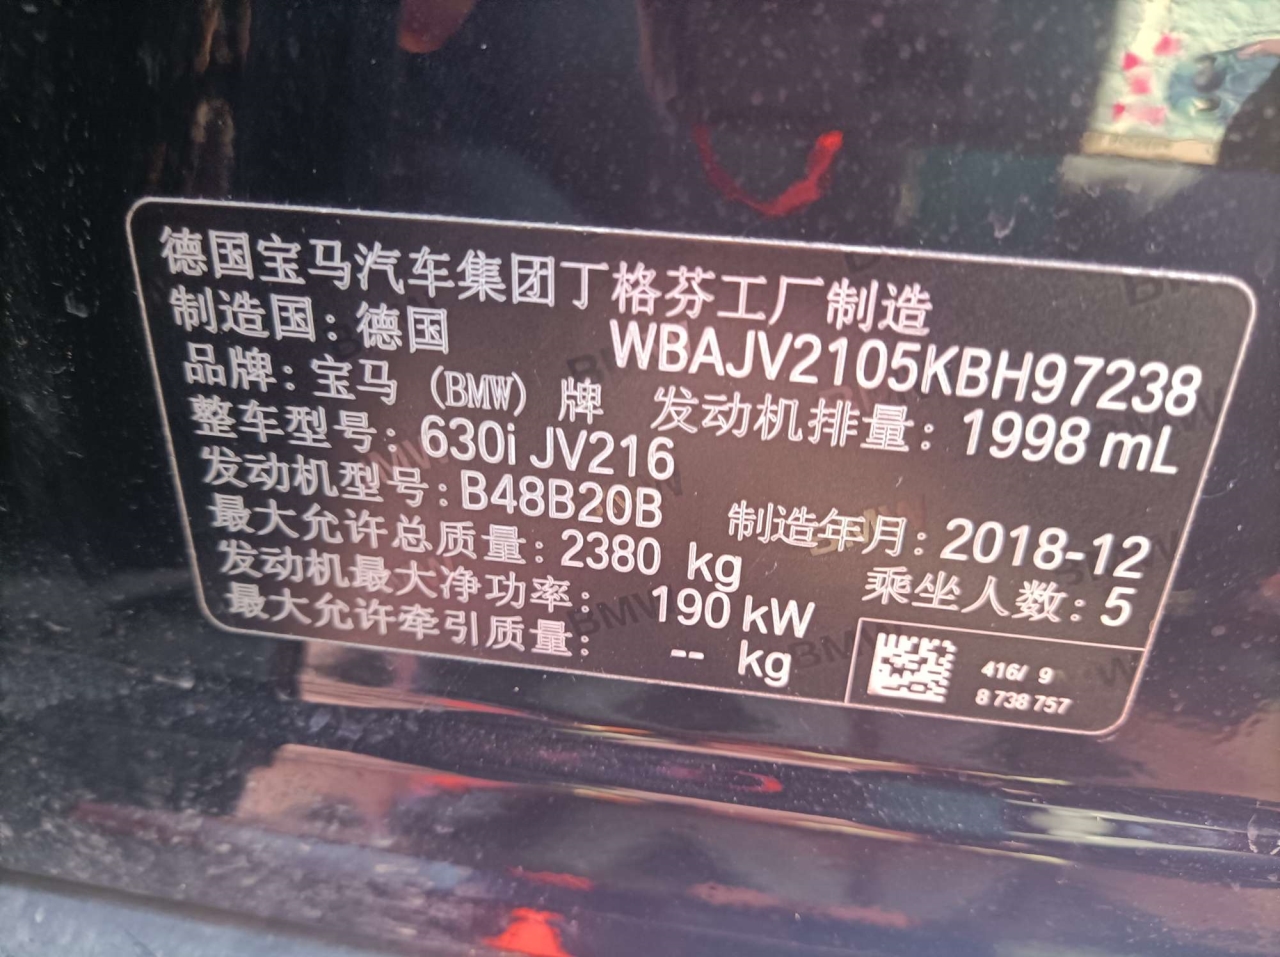 德国宝马汽车集团丁格芬工厂制造
制造国：德国 WBAJV2105KBH97238
品牌：宝马（BMW）牌 发动机排量：1998 mL
整车型号：630i JV216
发动机型号：B48B20B 制造年月：2018-12
最大允许总质量：2380 kg 乘坐人数：5
发动机最大净功率：190 kW
最大允许牵引质量：-- kg
416/ 9
8 738 757